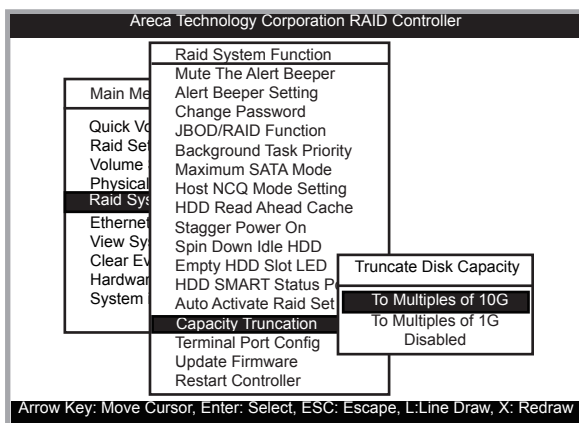 Areca Technology Corporation RAID Controller
Main Me
Quick Vo
Raid Set
Volume
Physical
Raid Sys
Ethernet
View Sy
Clear Ev
Hardwar
System
Raid System Function
Mute The Alert Beeper
Alert Beeper Setting
Change Password
JBOD/RAID Function
Background Task Priority
Maximum SATA Mode
Host NCQ Mode Setting
HDD Read Ahead Cache
Stagger Power On
Spin Down Idle HDD
Empty HDD Slot LED
HDD SMART Status Po
Auto Activate Raid Set
Capacity Truncation
Terminal Port Config
Update Firmware
Restart Controller
Truncate Disk Capacity
To Multiples of 10G
To Multiples of 1G
Disabled
Arrow Key: Move Cursor, Enter: Select, ESC: Escape, L:Line Draw, X: Redraw